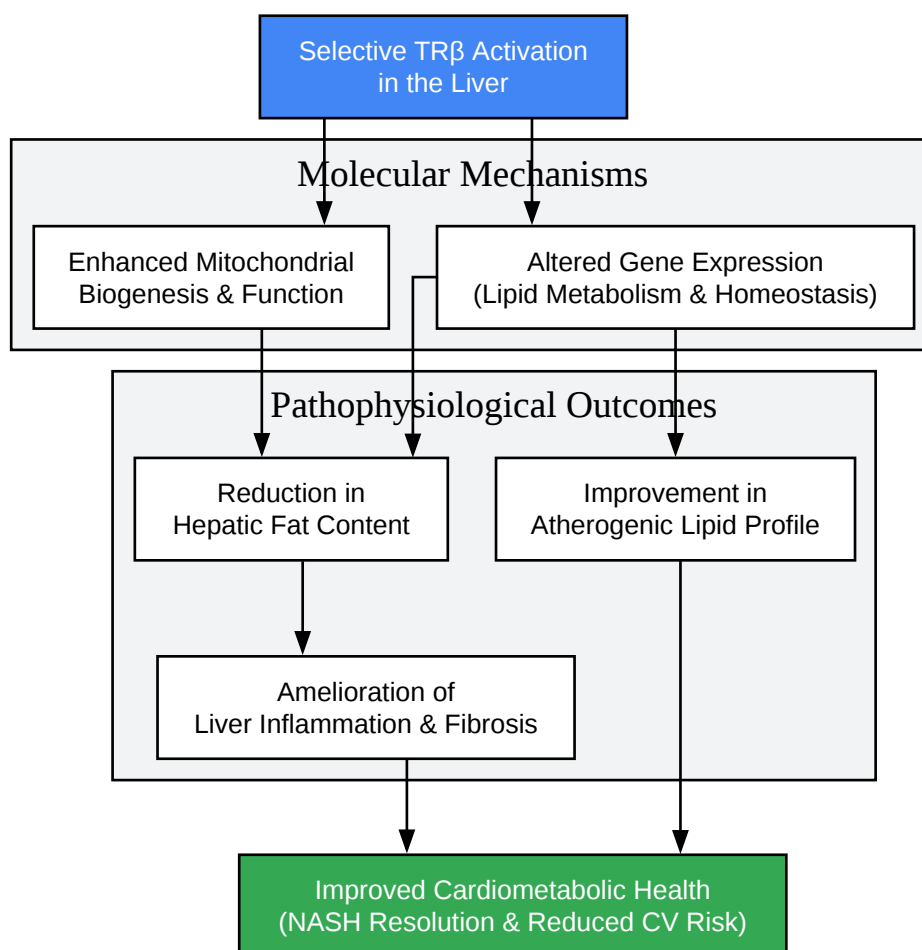 Selective TRβ Activation
in the Liver
Molecular Mechanisms
Enhanced Mitochondrial
Biogenesis & Function
Altered Gene Expression
(Lipid Metabolism & Homeostasis)
Pathophysiological Outcomes
Reduction in
Hepatic Fat Content
Improvement in
Atherogenic Lipid Profile
Amelioration of
Liver Inflammation & Fibrosis
Improved Cardiometabolic Health
(NASH Resolution & Reduced CV Risk)